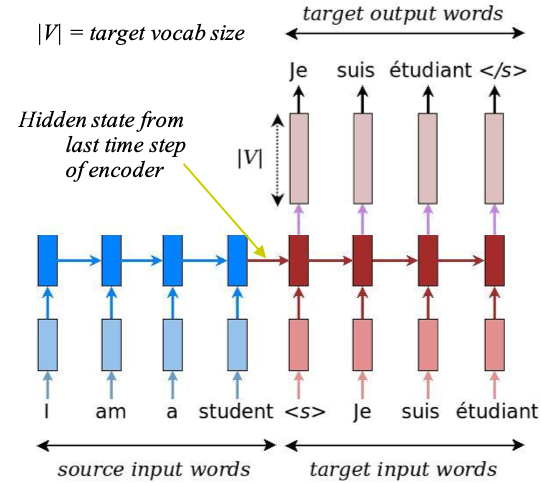 target output words
|V| = target vocab size
Je suis étudiant </s>
Hidden state from
last time step
of encoder
|V|
I am a student <s> Je suis étudiant
source input words target input words